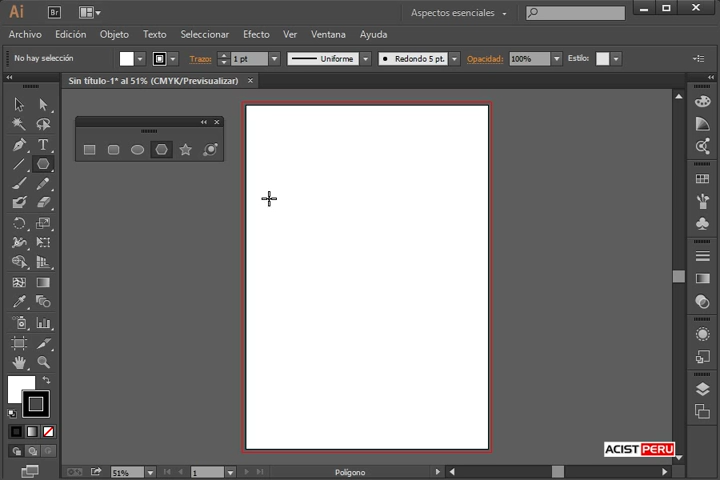 Ai Br Aspectos esenciales
Archivo Edición Objeto Texto Seleccionar Efecto Ver Ventana Ayuda
No hay selección Trazo: 1 pt Uniforme Redondo 5 pt. Opacidad: 100% Estilo:
Sin título-1* al 51% (CMYK/Previsualizar) ×
T
ACIST PERU
51% 1 Polígono